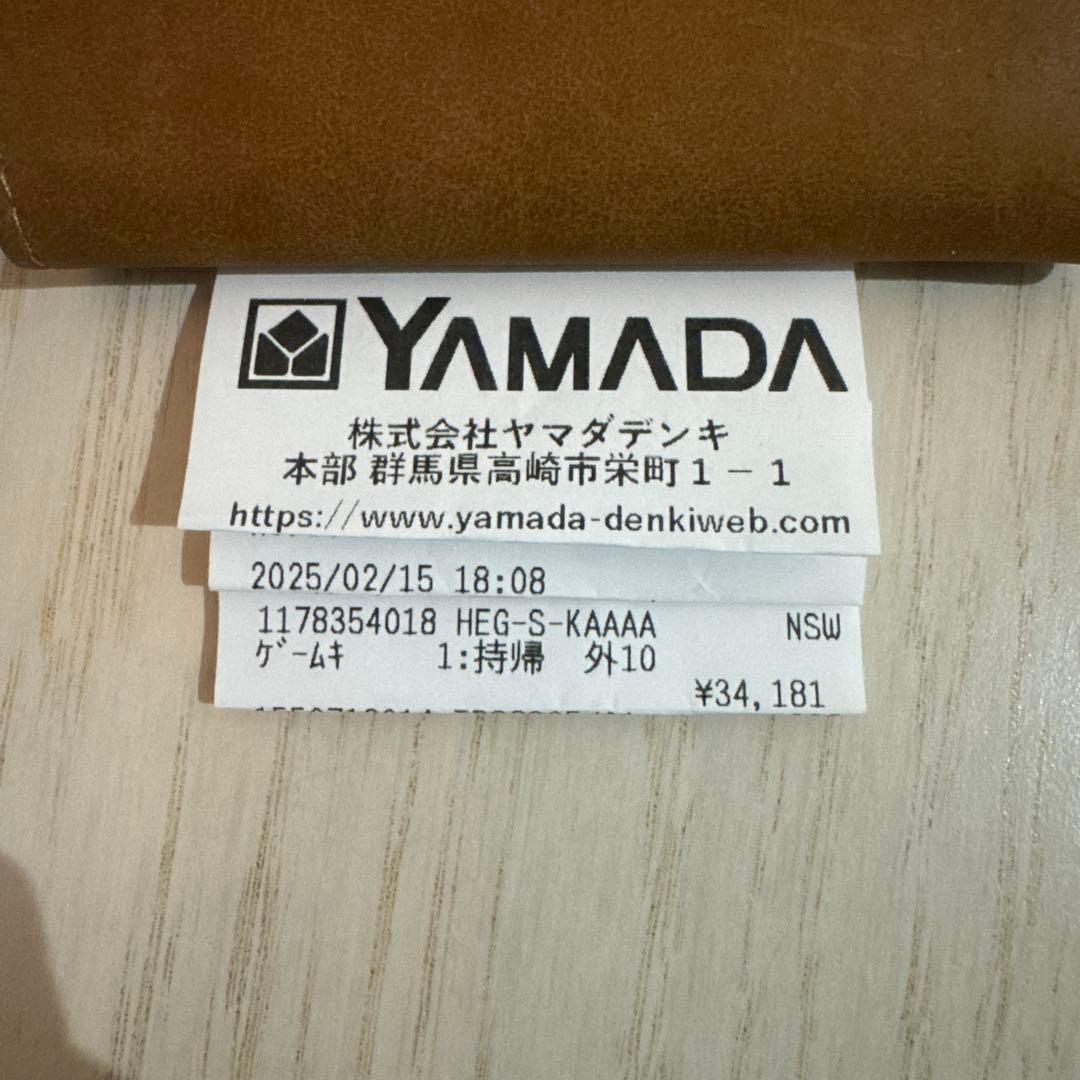 YAMADA
株式会社ヤマダデンキ
本部 群馬県高崎市栄町1-1
https://www.yamada-denkiweb.com
2025/02/15 18:08
1178354018 HEG-S-KAAAA NSW
ｹﾞｰﾑｷ 1:持帰 外10
¥34,181